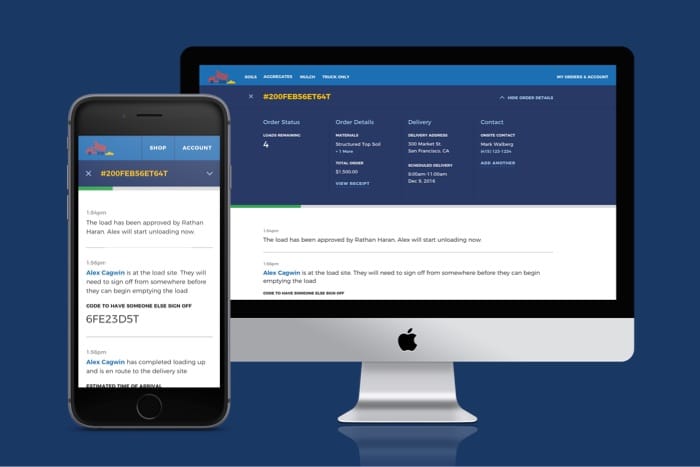 SHOP
ACCOUNT
#200FEB56ET64T
1:54pm
The load has been approved by Rathan
Haran. Alex will start unloading now
1:56pm
Alex Cagwin is at the load site. They will
need to sign off from somewhere before
they can begin emptying the load
CODE TO HAVE SOMEONE ELSE SIGN OFF
6FE23D5T
1:56pm
Alex Cagwin has completed loading up
and is en route to the delivery site
ESTIMATED TIME OF ARRIVAL
SOILS AGGREGATES MULCH TRUCK ONLY MY ORDERS & ACCOUNT
#200FEB56ET64T HIDE ORDER DETAILS
Order Status
LOADS REMAINING
4
Order Details
MATERIALS
Structured Top Soil
+ 1 More
TOTAL ORDER
$1,500.00
VIEW RECEIPT
Delivery
DELIVERY ADDRESS
300 Market St
San Francisco, CA
SCHEDULED DELIVERY
8:00am-11:00am
Dec 9, 2016
Contact
ONSITE CONTACT
Mark Walberg
(415) 123-1234
ADD ANOTHER
1:54pm
The load has been approved by Rathan Haran. Alex will start unloading now
1:56pm
Alex Cagwin is at the load site. They will need to sign off from somewhere before they can begin
emptying the load
CODE TO HAVE SOMEONE ELSE SIGN OFF